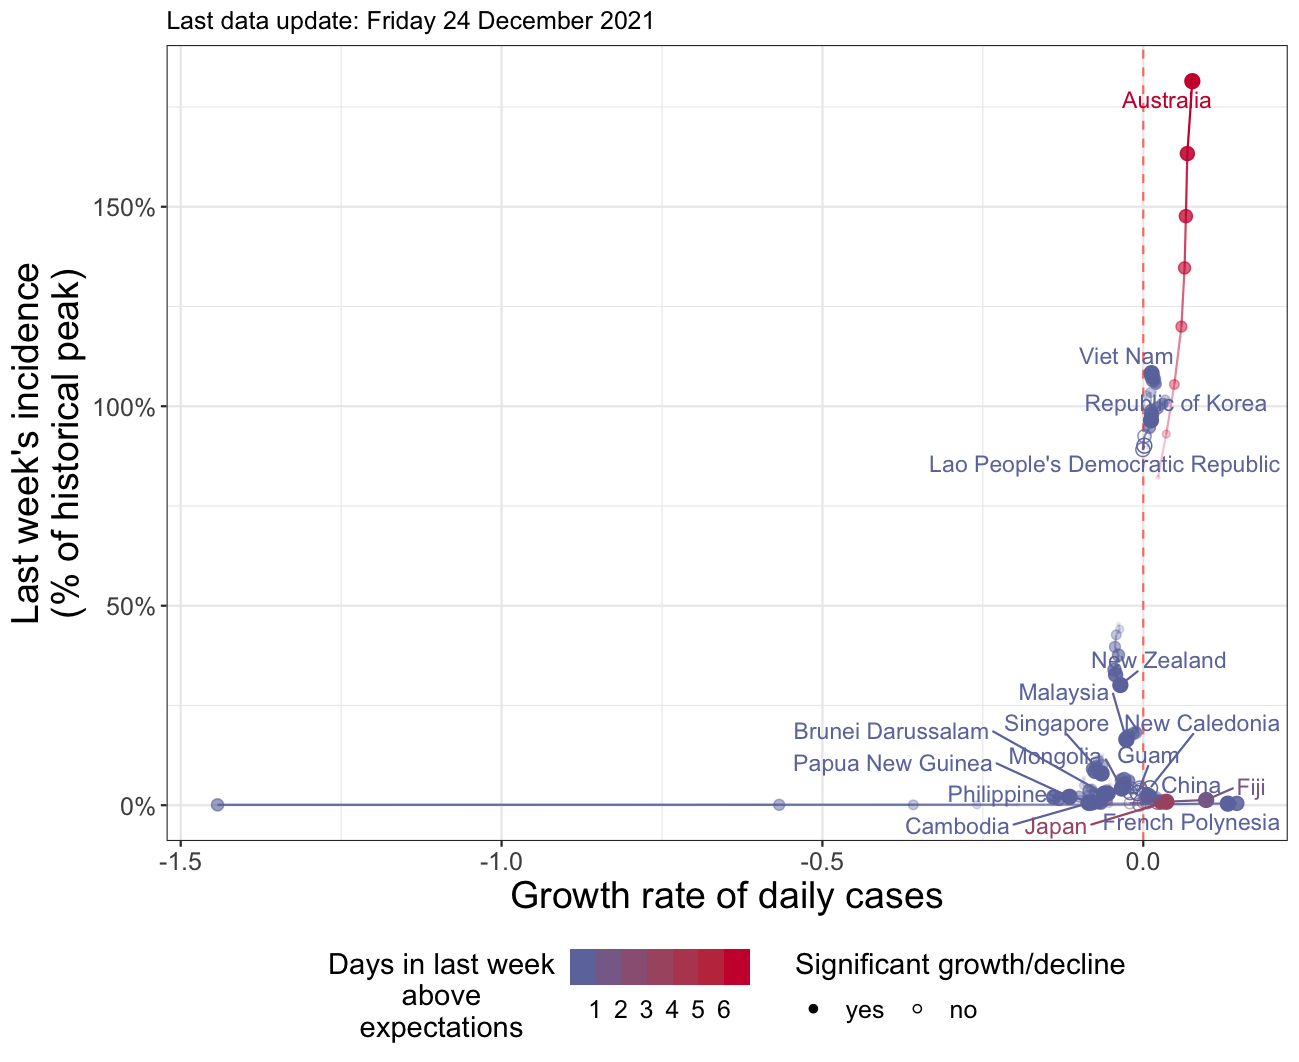 Last data update: Friday 24 December 2021
Last week's incidence
(% of historical peak)
150%
100%
50%
0%
Australia
Viet Nam
Republic of Korea
Lao People's Democratic Republic
New Zealand
Malaysia
Singapore
New Caledonia
Brunei Darussalam
Mongolia
Guam
Papua New Guinea
China
Fiji
Philippine
Cambodia
Japan
French Polynesia
-1.5
-1.0
-0.5
0.0
Growth rate of daily cases
Days in last week
above
expectations
1 2 3 4 5 6
Significant growth/decline
yes
no